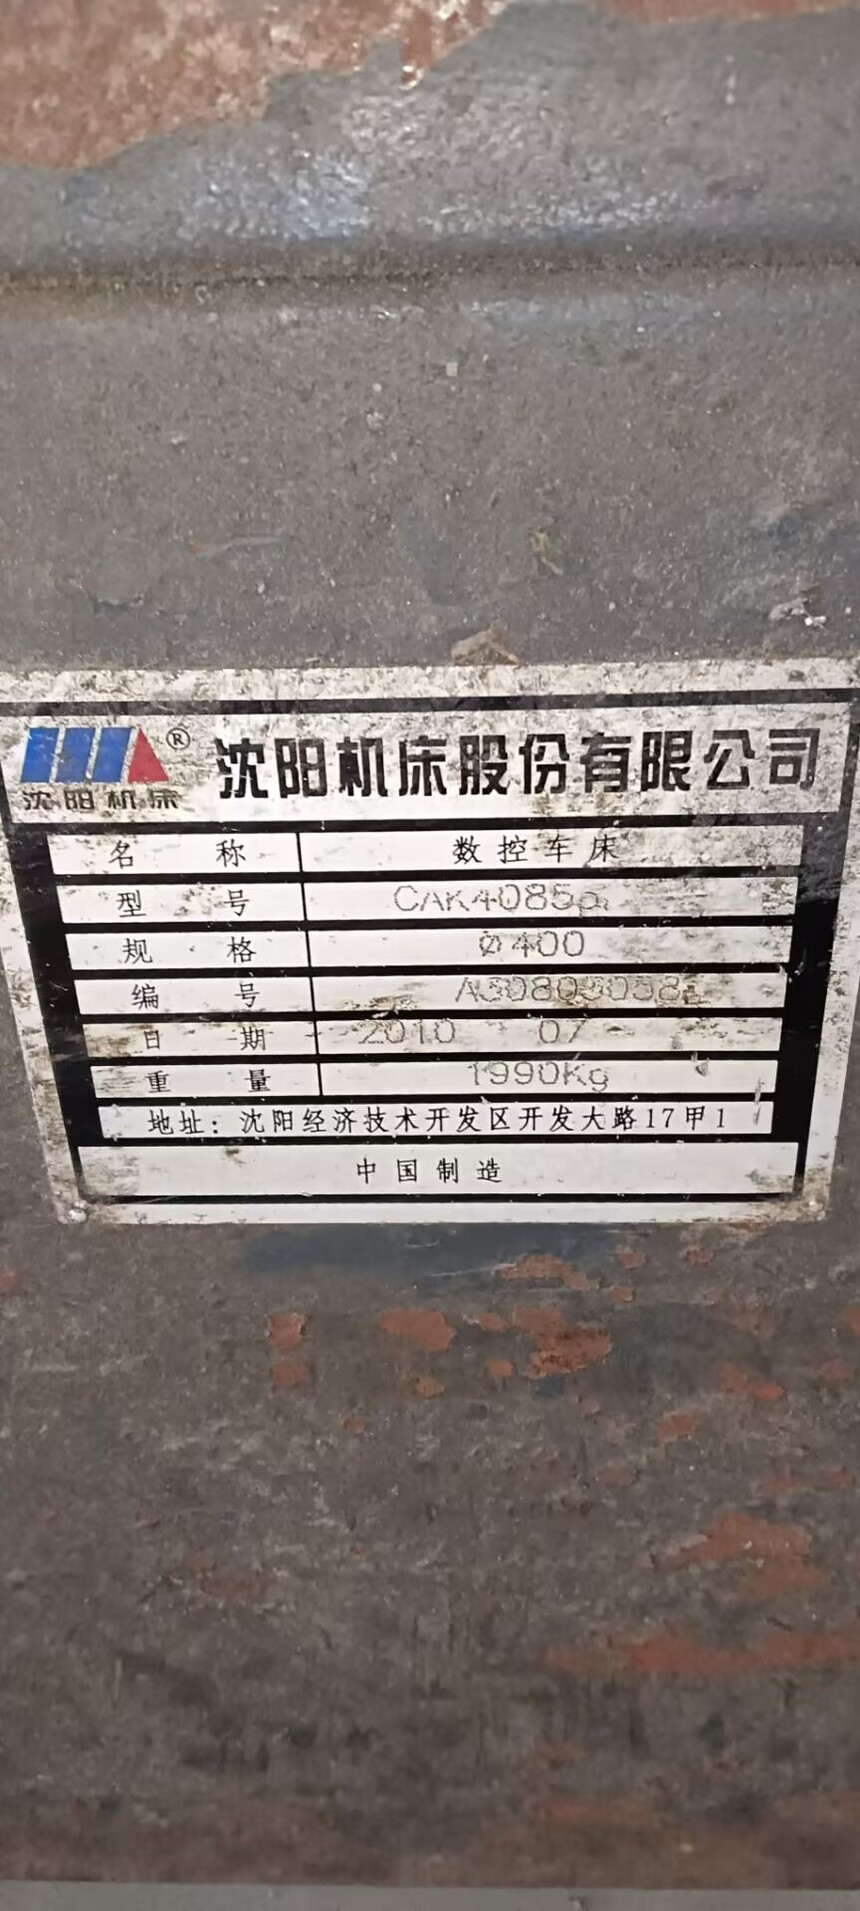 沈阳机床® 沈阳机床股份有限公司
名称 数控车床
型号 CAK4085
规格 Ø400
编号
日期 2010 07
重量 1990Kg
地址：沈阳经济技术开发区开发大路17甲1
中国制造